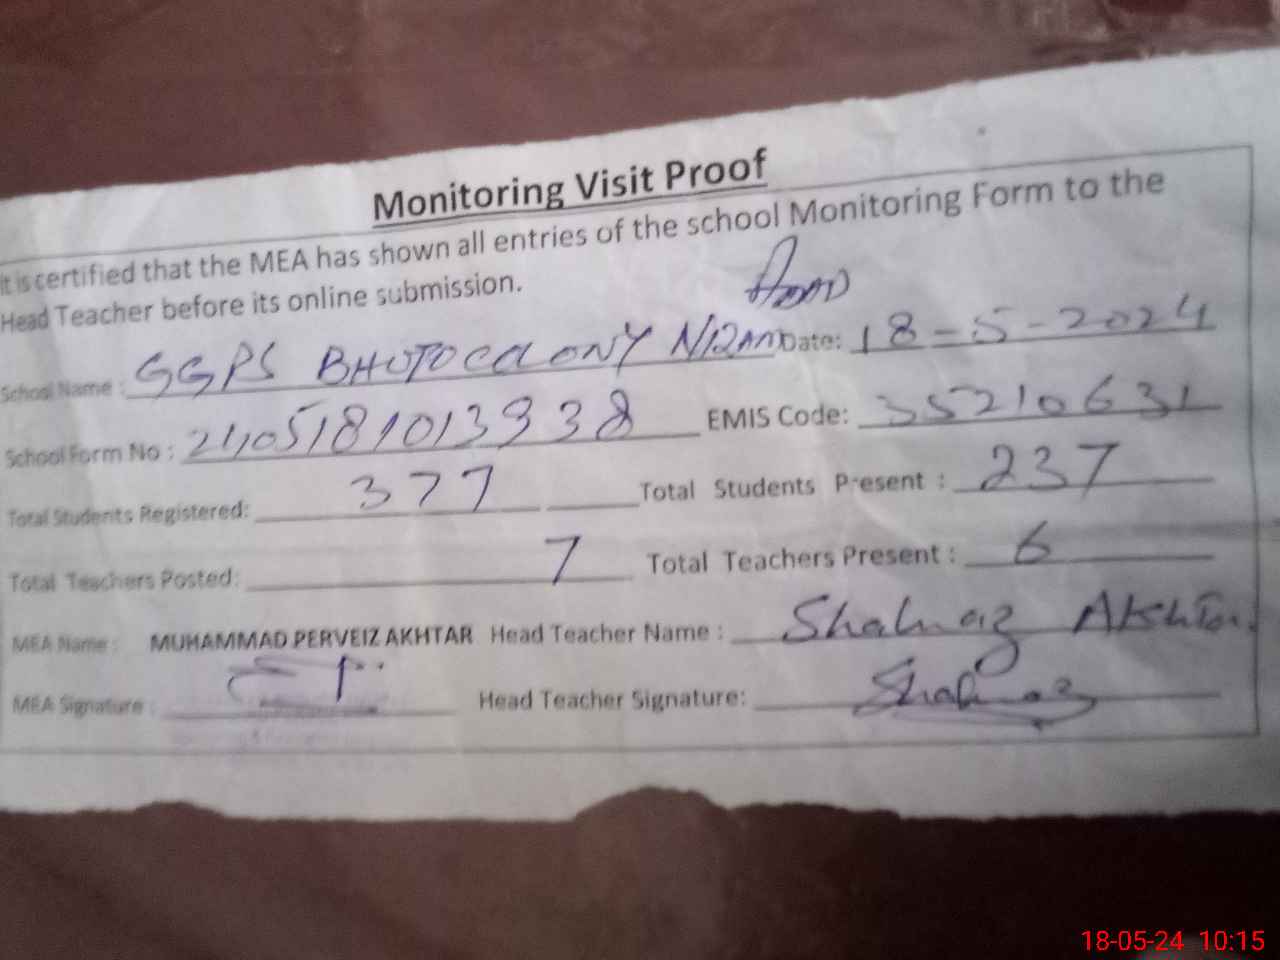 Monitoring Visit Proof
It is certified that the MEA has shown all entries of the school Monitoring Form to the
Head Teacher before its online submission.
School Name : GGPS BHOTOCOLONY NIZAM Date: 18-5-2024
School Form No : EMIS Code: 35210631
Total Students Registered: 377 Total Students Present : 237
Total Teachers Posted: 7 Total Teachers Present : 6
MEA Name : MUHAMMAD PERVEIZ AKHTAR Head Teacher Name : Shahnaz Akhtar
MEA Signature : Head Teacher Signature: Shahnaz
18-05-24 10:15